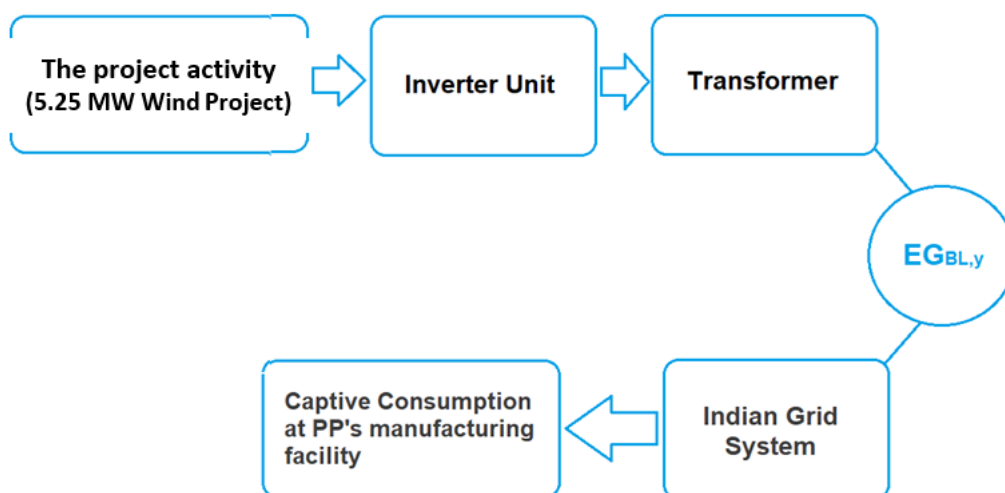 The project activity
(5.25 MW Wind Project)
Inverter Unit
Transformer
EGBL,y
Captive Consumption
at PP's manufacturing
facility
Indian Grid
System